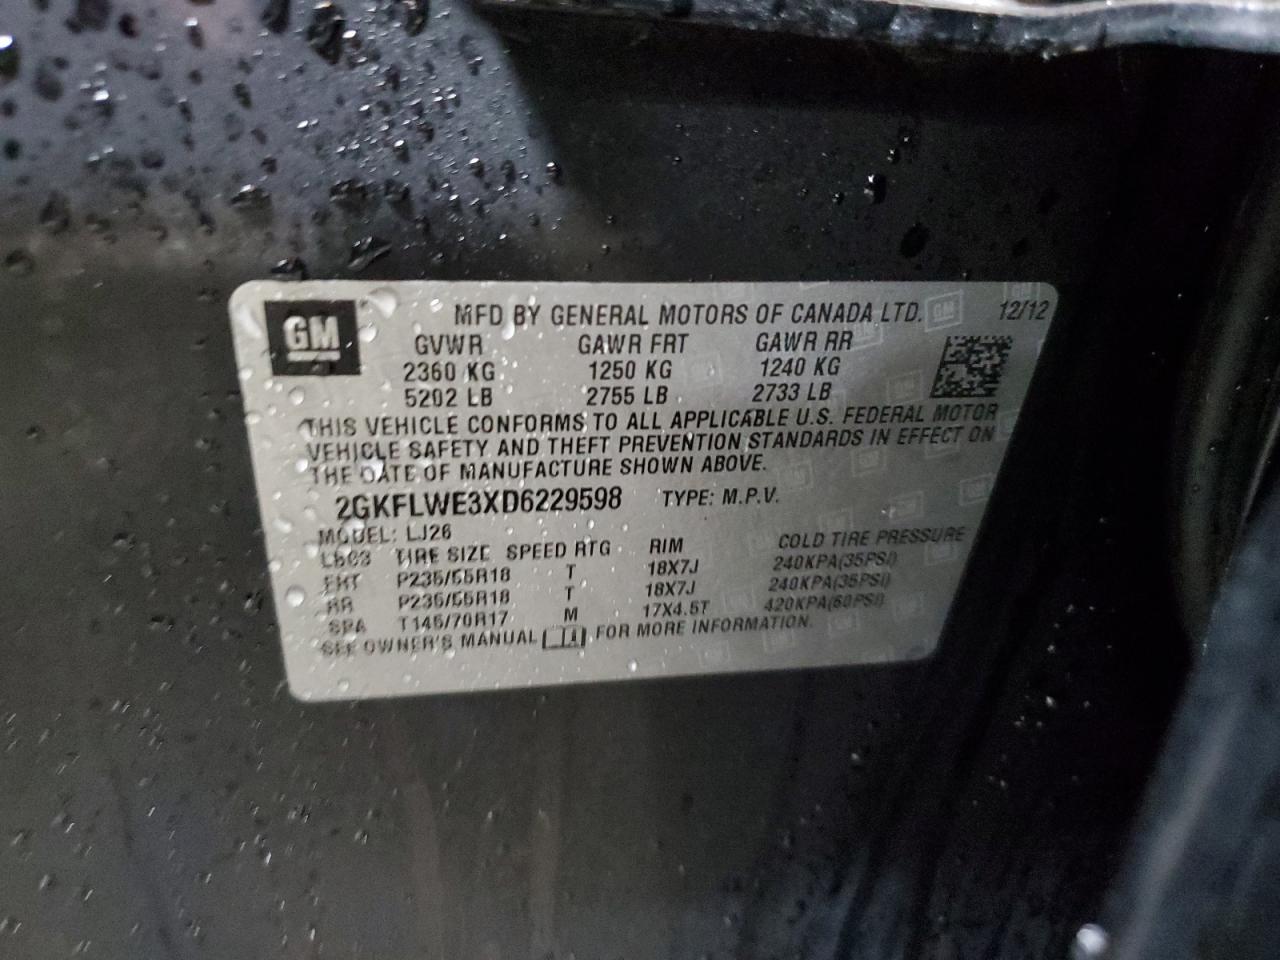 GM
MFD BY GENERAL MOTORS OF CANADA LTD. 12/12
GVWR GAWR FRT GAWR RR
2360 KG 1250 KG 1240 KG
5202 LB 2755 LB 2733 LB
THIS VEHICLE CONFORMS TO ALL APPLICABLE U.S. FEDERAL MOTOR
VEHICLE SAFETY AND THEFT PREVENTION STANDARDS IN EFFECT ON
THE DATE OF MANUFACTURE SHOWN ABOVE.
2GKFLWE3XD6229598 TYPE: M.P.V.
MODEL: LJ26
TIRE SIZE SPEED RTG RIM COLD TIRE PRESSURE
FRT P235/55R18 T 18X7J 240KPA(35PSI)
RR P235/55R18 T 18X7J 240KPA(35PSI)
SPA T145/70R17 M 17X4.5T 420KPA(60PSI)
SEE OWNER'S MANUAL FOR MORE INFORMATION.